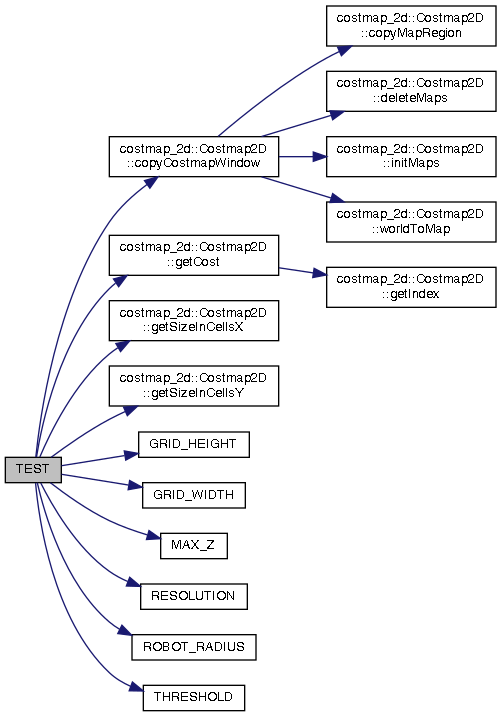 costmap_2d::Costmap2D
::copyMapRegion
costmap_2d::Costmap2D
::deleteMaps
costmap_2d::Costmap2D
::copyCostmapWindow
costmap_2d::Costmap2D
::initMaps
costmap_2d::Costmap2D
::worldToMap
costmap_2d::Costmap2D
::getCost
costmap_2d::Costmap2D
::getIndex
costmap_2d::Costmap2D
::getSizeInCellsX
costmap_2d::Costmap2D
::getSizeInCellsY
GRID_HEIGHT
TEST
GRID_WIDTH
MAX_Z
RESOLUTION
ROBOT_RADIUS
THRESHOLD